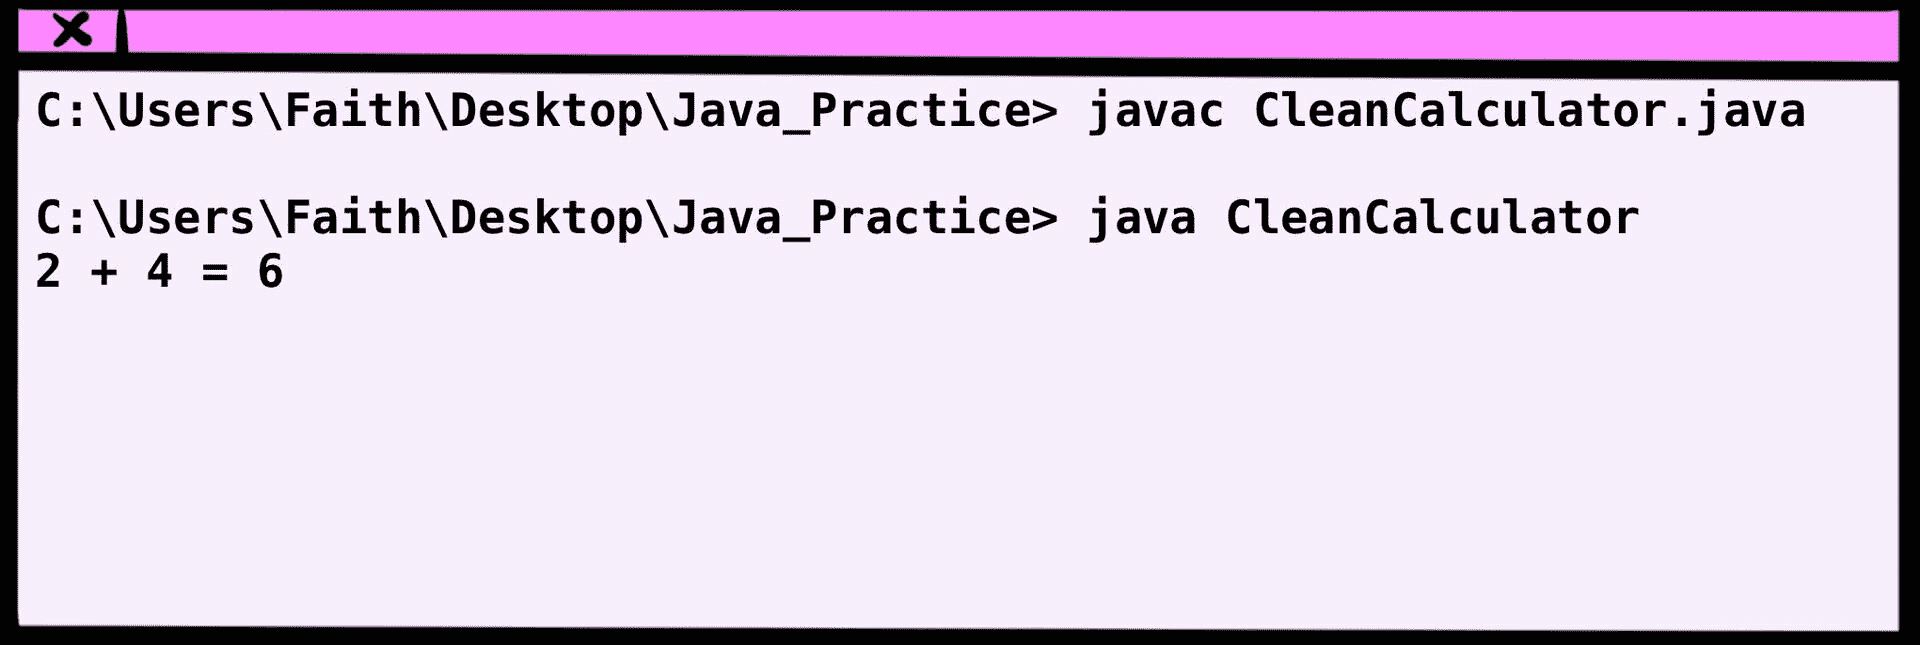 C:\Users\Faith\Desktop\Java_Practice> javac CleanCalculator.java
C:\Users\Faith\Desktop\Java_Practice> java CleanCalculator
2 + 4 = 6